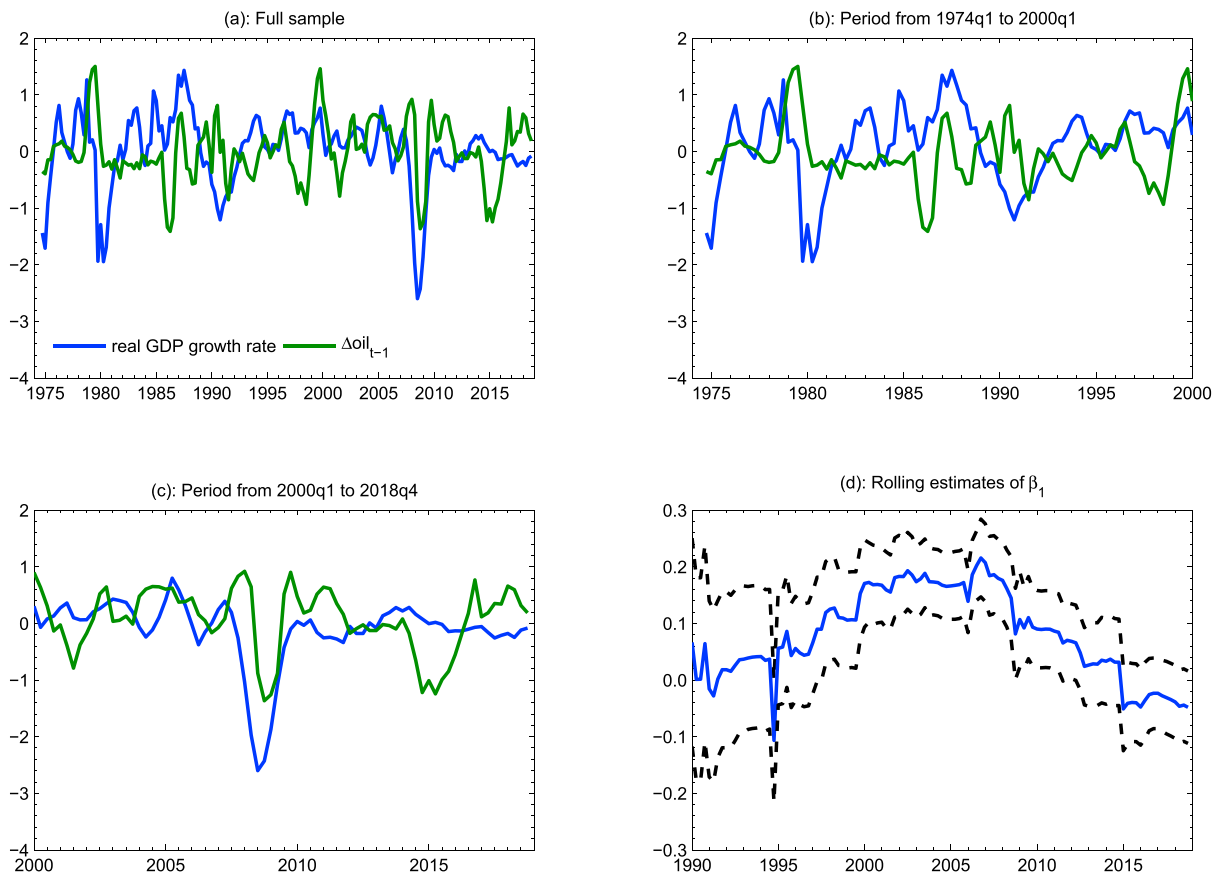 (a): Full sample
2
1
0
−1
−2
−3
−4
real GDP growth rate
Δoil_{t−1}
1975 1980 1985 1990 1995 2000 2005 2010 2015
(b): Period from 1974q1 to 2000q1
2
1
0
−1
−2
−3
−4
1975 1980 1985 1990 1995 2000
(c): Period from 2000q1 to 2018q4
2
1
0
−1
−2
−3
−4
2000 2005 2010 2015
(d): Rolling estimates of β_1
0.3
0.2
0.1
0.0
−0.1
−0.2
−0.3
1990 1995 2000 2005 2010 2015